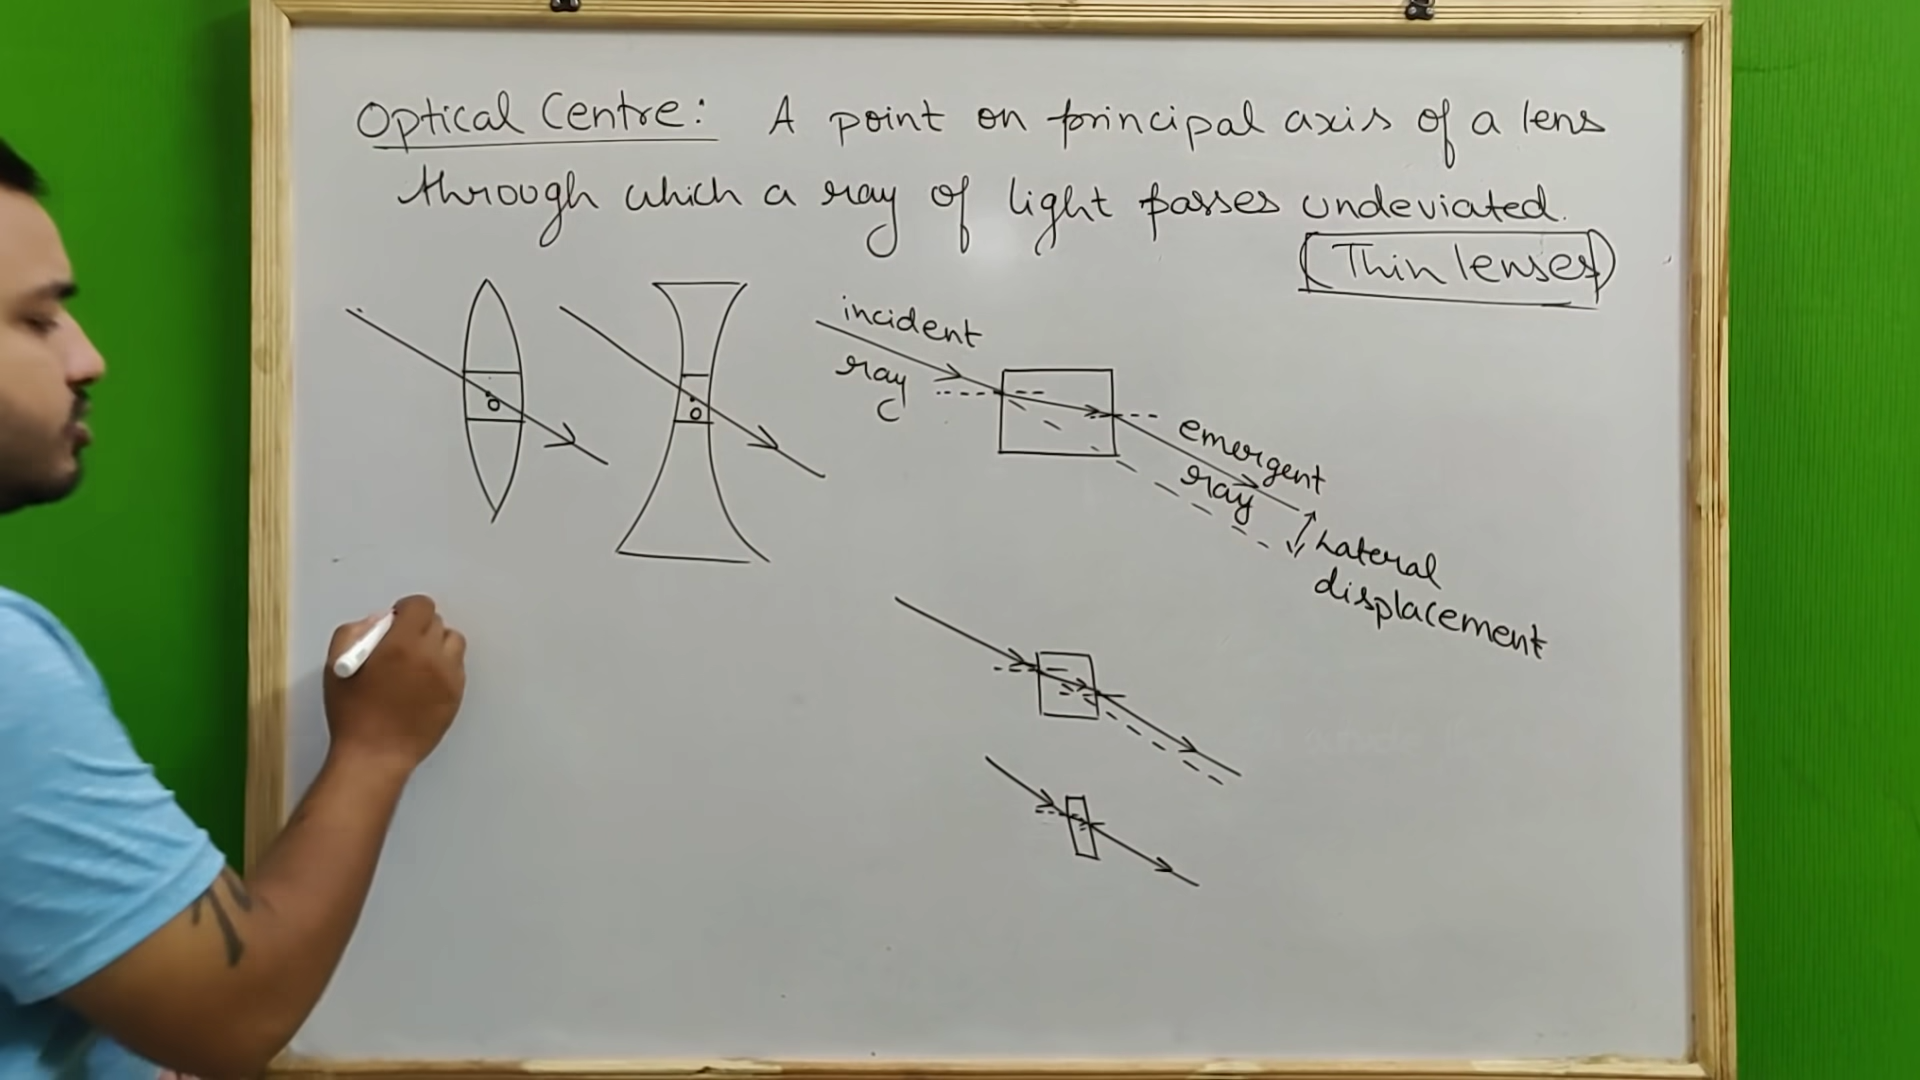 Optical Centre: A point on principal axis of a lens
through which a ray of light passes undeviated.
(Thin lenses)
incident
ray
o
o
emergent
ray
Lateral
displacement